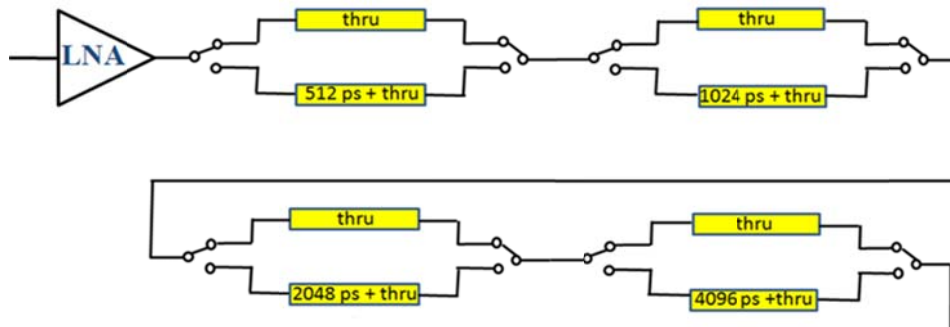 LNA
thru
thru
512 ps + thru
1024 ps + thru
thru
thru
2048 ps + thru
4096 ps +thru